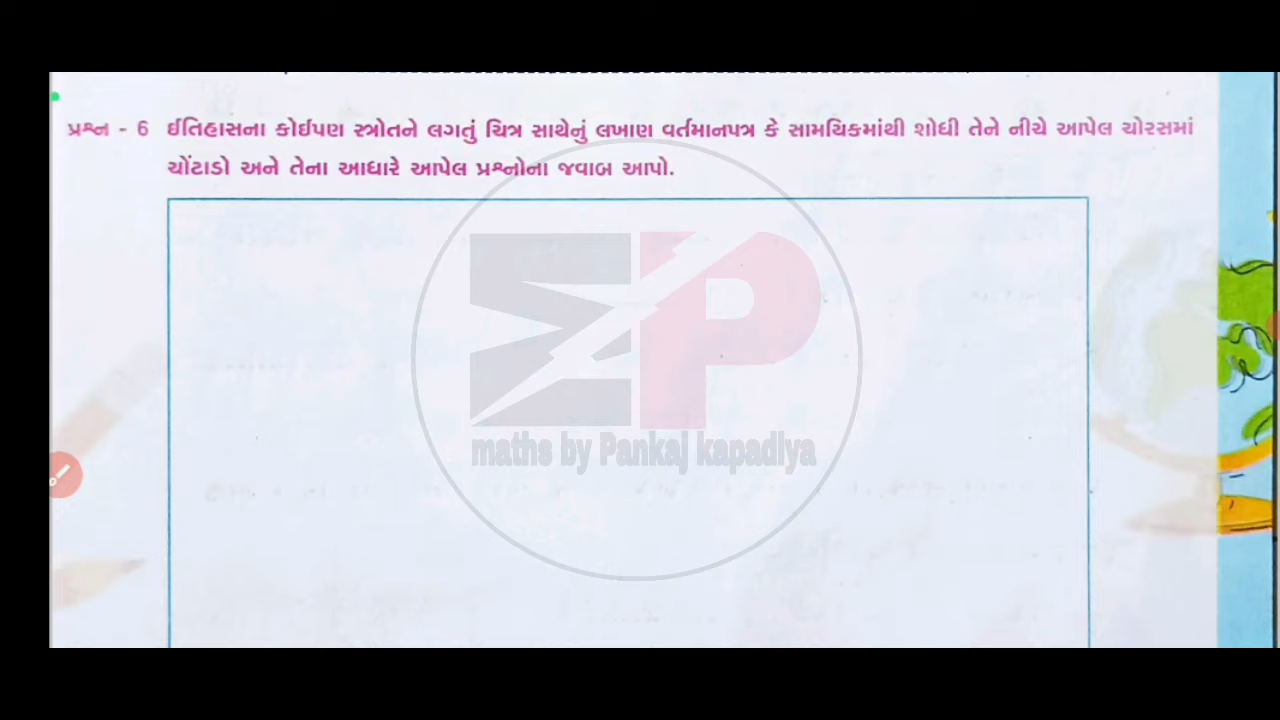 પ્રશ્ન - 6 ઈતિહાસના કોઈપણ સ્ત્રોતને લગતું ચિત્ર સાથેનું લખાણ વર્તમાનપત્ર કે સામયિકમાંથી શોધી તેને નીચે આપેલ ચોરસમાં
ચોંટાડો અને તેના આધારે આપેલ પ્રશ્નોના જવાબ આપો.
MP
maths by Pankaj kapadiya